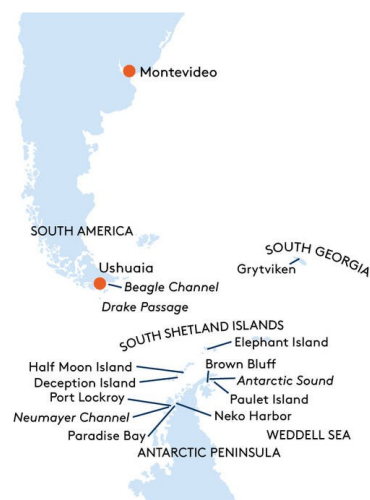 Montevideo
SOUTH AMERICA
SOUTH GEORGIA
Grytviken
Ushuaia
Beagle Channel
Drake Passage
SOUTH SHETLAND ISLANDS
Elephant Island
Half Moon Island
Brown Bluff
Deception Island
Antarctic Sound
Port Lockroy
Paulet Island
Neumayer Channel
Neko Harbor
Paradise Bay
WEDDELL SEA
ANTARCTIC PENINSULA